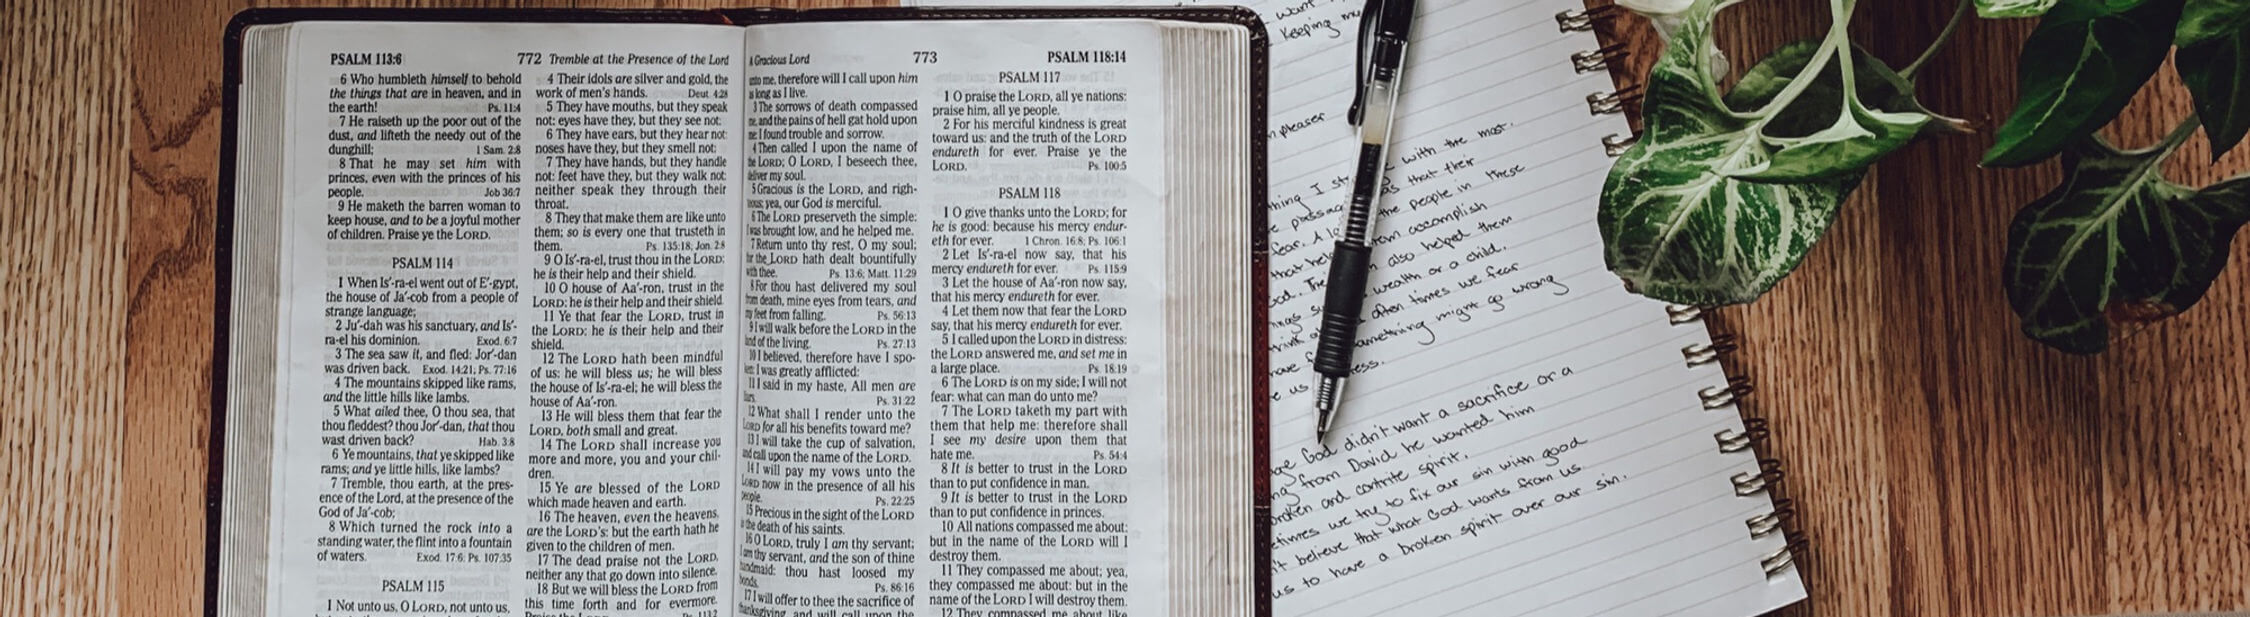 PSALM 113:6
772
Tremble at the Presence of the Lord
6 Who humbleth himself to behold
the things that are in heaven, and in
the earth! Ps. 11:4
7 He raiseth up the poor out of the
dust, and lifteth the needy out of the
dunghill; 1 Sam. 2:8
8 That he may set him with
princes, even with the princes of his
people. Job 36:7
9 He maketh the barren woman to
keep house, and to be a joyful mother
of children. Praise ye the LORD.
PSALM 114
1 When Is'-ra-el went out of E'-gypt,
the house of Ja'-cob from a people of
strange language;
2 Ju'-dah was his sanctuary, and Is'-
ra-el his dominion. Exod. 6:7
3 The sea saw it, and fled: Jor'-dan
was driven back. Exod. 14:21; Ps. 77:16
4 The mountains skipped like rams,
and the little hills like lambs.
5 What ailed thee, O thou sea, that
thou fleddest? thou Jor'-dan, that thou
wast driven back? Hab. 3:8
6 Ye mountains, that ye skipped like
rams; and ye little hills, like lambs?
7 Tremble, thou earth, at the pres-
ence of the Lord, at the presence of the
God of Ja'-cob;
8 Which turned the rock into a
standing water, the flint into a fountain
of waters. Exod. 17:6; Ps. 107:35
PSALM 115
1 Not unto us, O LORD, not unto us,
4 Their idols are silver and gold, the
work of men's hands. Deut. 4:28
5 They have mouths, but they speak
not: eyes have they, but they see not:
6 They have ears, but they hear not:
noses have they, but they smell not:
7 They have hands, but they handle
not: feet have they, but they walk not:
neither speak they through their
throat.
8 They that make them are like unto
them; so is every one that trusteth in
them. Ps. 135:18; Jon. 2:8
9 O Is'-ra-el, trust thou in the LORD:
he is their help and their shield.
10 O house of Aa'-ron, trust in the
LORD: he is their help and their shield.
11 Ye that fear the LORD, trust in
the LORD: he is their help and their
shield.
12 The LORD hath been mindful
of us: he will bless us; he will bless
the house of Is'-ra-el; he will bless the
house of Aa'-ron.
13 He will bless them that fear the
LORD, both small and great.
14 The LORD shall increase you
more and more, you and your chil-
dren.
15 Ye are blessed of the LORD
which made heaven and earth.
16 The heaven, even the heavens,
are the LORD's: but the earth hath he
given to the children of men.
17 The dead praise not the LORD,
neither any that go down into silence.
18 But we will bless the LORD from
this time forth and for evermore.
A Gracious Lord
773
PSALM 118:14
unto me, therefore will I call upon him
as long as I live.
3 The sorrows of death compassed
me, and the pains of hell gat hold upon
me: I found trouble and sorrow.
4 Then called I upon the name of
the LORD; O LORD, I beseech thee,
deliver my soul.
5 Gracious is the LORD, and righ-
teous; yea, our God is merciful.
6 The LORD preserveth the simple:
I was brought low, and he helped me.
7 Return unto thy rest, O my soul;
for the LORD hath dealt bountifully
with thee. Ps. 13:6; Matt. 11:29
8 For thou hast delivered my soul
from death, mine eyes from tears, and
my feet from falling. Ps. 56:13
9 I will walk before the LORD in the
land of the living. Ps. 27:13
10 I believed, therefore have I spo-
ken: I was greatly afflicted:
11 I said in my haste, All men are
liars. Ps. 31:22
12 What shall I render unto the
LORD for all his benefits toward me?
13 I will take the cup of salvation,
and call upon the name of the LORD.
14 I will pay my vows unto the
LORD now in the presence of all his
people. Ps. 22:25
15 Precious in the sight of the LORD
is the death of his saints.
16 O LORD, truly I am thy servant;
I am thy servant, and the son of thine
handmaid: thou hast loosed my
bonds. Ps. 86:16
17 I will offer to thee the sacrifice of
thanksgiving, and will call upon the
PSALM 117
1 O praise the LORD, all ye nations:
praise him, all ye people.
2 For his merciful kindness is great
toward us: and the truth of the LORD
endureth for ever. Praise ye the
LORD. Ps. 100:5
PSALM 118
1 O give thanks unto the LORD; for
he is good: because his mercy endur-
eth for ever. 1 Chron. 16:8; Ps. 106:1
2 Let Is'-ra-el now say, that his
mercy endureth for ever. Ps. 115:9
3 Let the house of Aa'-ron now say,
that his mercy endureth for ever.
4 Let them now that fear the LORD
say, that his mercy endureth for ever.
5 I called upon the LORD in distress:
the LORD answered me, and set me in
a large place. Ps. 18:19
6 The LORD is on my side; I will not
fear: what can man do unto me?
7 The LORD taketh my part with
them that help me: therefore shall
I see my desire upon them that
hate me. Ps. 54:4
8 It is better to trust in the LORD
than to put confidence in man.
9 It is better to trust in the LORD
than to put confidence in princes.
10 All nations compassed me about:
but in the name of the LORD will I
destroy them.
11 They compassed me about; yea,
they compassed me about: but in the
name of the LORD I will destroy them.
12 They compassed me about like
want
Keeping
pleaser
thing I with the most.
as that their
the people in these
fear. accomplish
that also helped them
God. wealth or a child.
often times we fear
something might go wrong
us
God didn't want a sacrifice or a
from David he wanted him
broken and contrite spirit.
we try to fix our sin with good
believe that what God wants from us.
us to have a broken spirit over our sin.